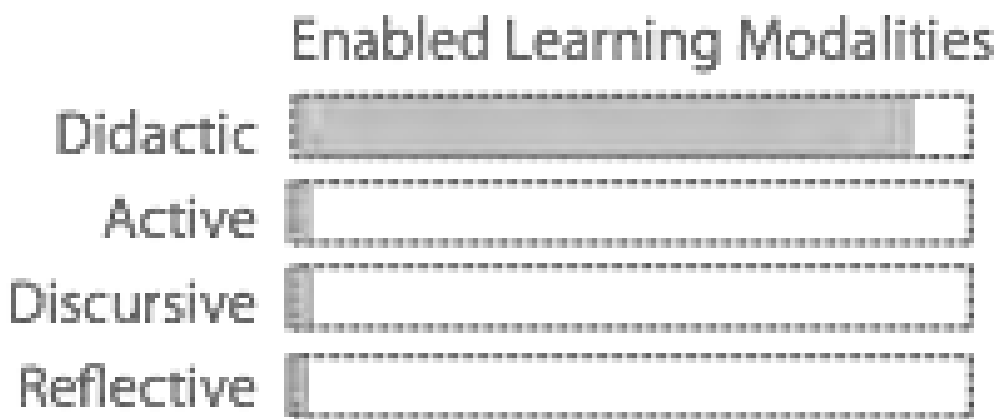 Enabled Learning Modalities
Didactic
Active
Discursive
Reflective